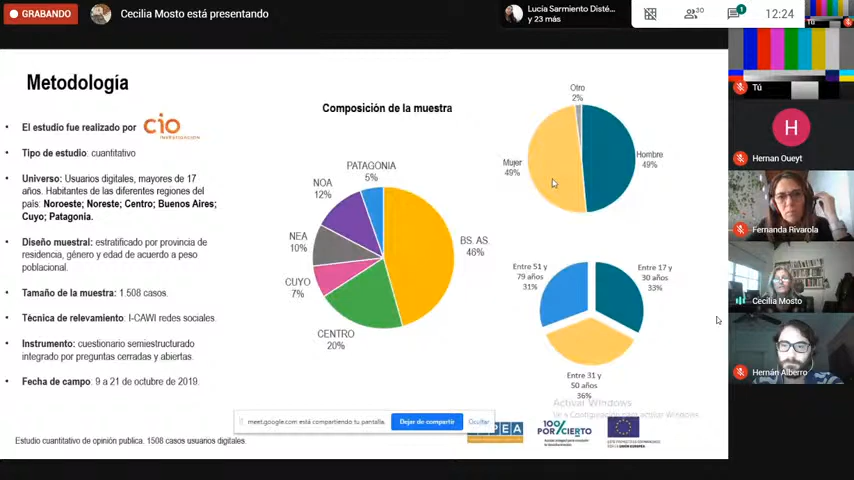 GRABANDO
Cecilia Mosto está presentando
Lucía Sarmiento Disté...
y 23 más
30
1
12:24
Tú
Metodología
El estudio fue realizado por cio
INVESTIGACIÓN
Tipo de estudio: cuantitativo
Universo: Usuarios digitales, mayores de 17
años. Habitantes de las diferentes regiones del
país: Noroeste; Noreste; Centro; Buenos Aires;
Cuyo; Patagonia.
Diseño muestral: estratificado por provincia de
residencia, género y edad de acuerdo a peso
poblacional.
Tamaño de la muestra: 1.508 casos.
Técnica de relevamiento: I-CAWI redes sociales.
Instrumento: cuestionario semiestructurado
integrado por preguntas cerradas y abiertas.
Fecha de campo: 9 a 21 de octubre de 2019.
Estudio cuantitativo de opinión publica. 1508 casos usuarios digitales.
Composición de la muestra
PATAGONIA
5%
NOA
12%
NEA
10%
CUYO
7%
CENTRO
20%
BS. AS.
46%
Otro
2%
Mujer
49%
Hombre
49%
Entre 51 y
79 años
31%
Entre 17 y
30 años
33%
Entre 31 y
50 años
36%
Activar Windows
meet.google.com está compartiendo tu pantalla.
Dejar de compartir
Ocultar
100%
POR CIERTO
UNIÓN EUROPEA
Tú
H
Hernan Oueyt
Fernanda Rivarola
Cecilia Mosto
Hernán Alberro